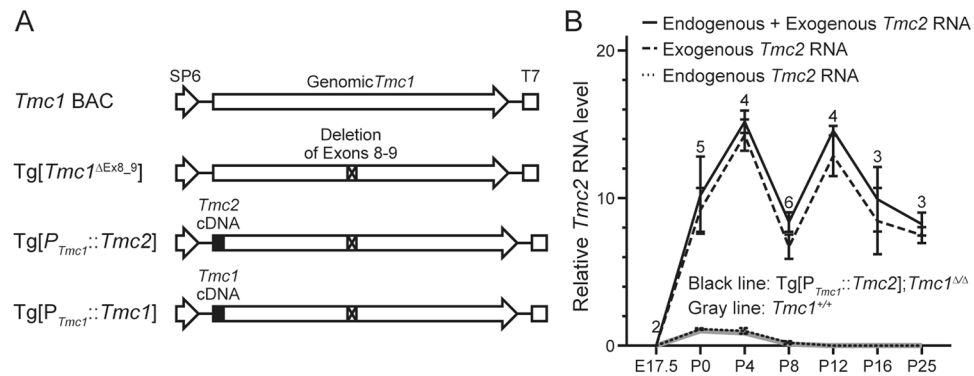 A
SP6
T7
Genomic Tmc1
Tmc1 BAC
Deletion
of Exons 8-9
Tg[Tmc1ΔEx8_9]
Tmc2
cDNA
Tg[PTmc1::Tmc2]
Tmc1
cDNA
Tg[PTmc1::Tmc1]
B
Endogenous + Exogenous Tmc2 RNA
Exogenous Tmc2 RNA
Endogenous Tmc2 RNA
Relative Tmc2 RNA level
20
10
0
2
5
4
6
4
3
3
Black line: Tg[PTmc1::Tmc2];Tmc1Δ/Δ
Gray line: Tmc1+/+
E17.5 P0 P4 P8 P12 P16 P25